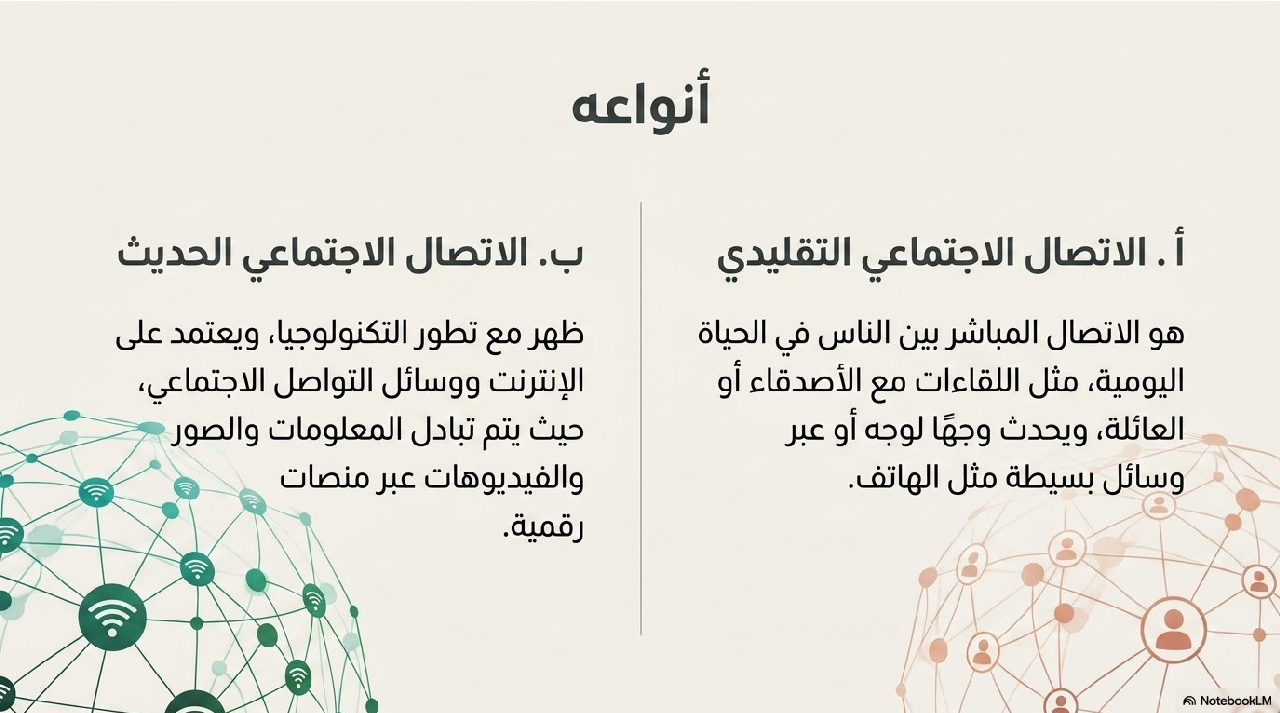 أنواعه
أ . الاتصال الاجتماعي التقليدي
هو الاتصال المباشر بين الناس في الحياة
اليومية، مثل اللقاءات مع الأصدقاء أو
العائلة، ويحدث وجهًا لوجه أو عبر
وسائل بسيطة مثل الهاتف.
ب. الاتصال الاجتماعي الحديث
ظهر مع تطور التكنولوجيا، ويعتمد على
الإنترنت ووسائل التواصل الاجتماعي،
حيث يتم تبادل المعلومات والصور
والفيديوهات عبر منصات
رقمية.
NotebookLM